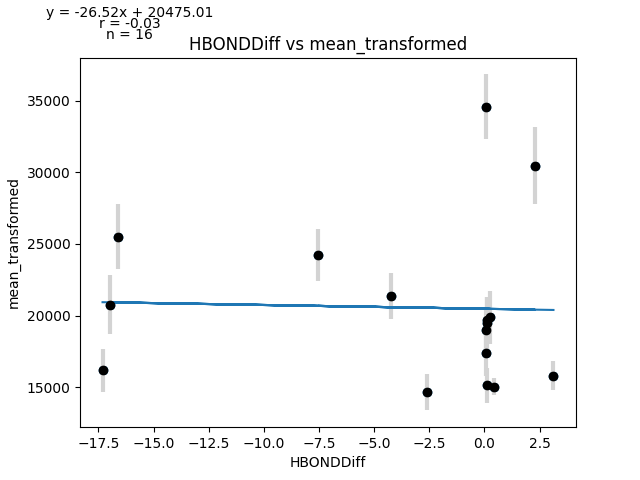 y = -26.52x + 20475.01
r = -0.03
n = 16
HBONDDiff vs mean_transformed
35000
30000
25000
20000
15000
mean_transformed
−17.5 −15.0 −12.5 −10.0 −7.5 −5.0 −2.5 0.0 2.5
HBONDDiff